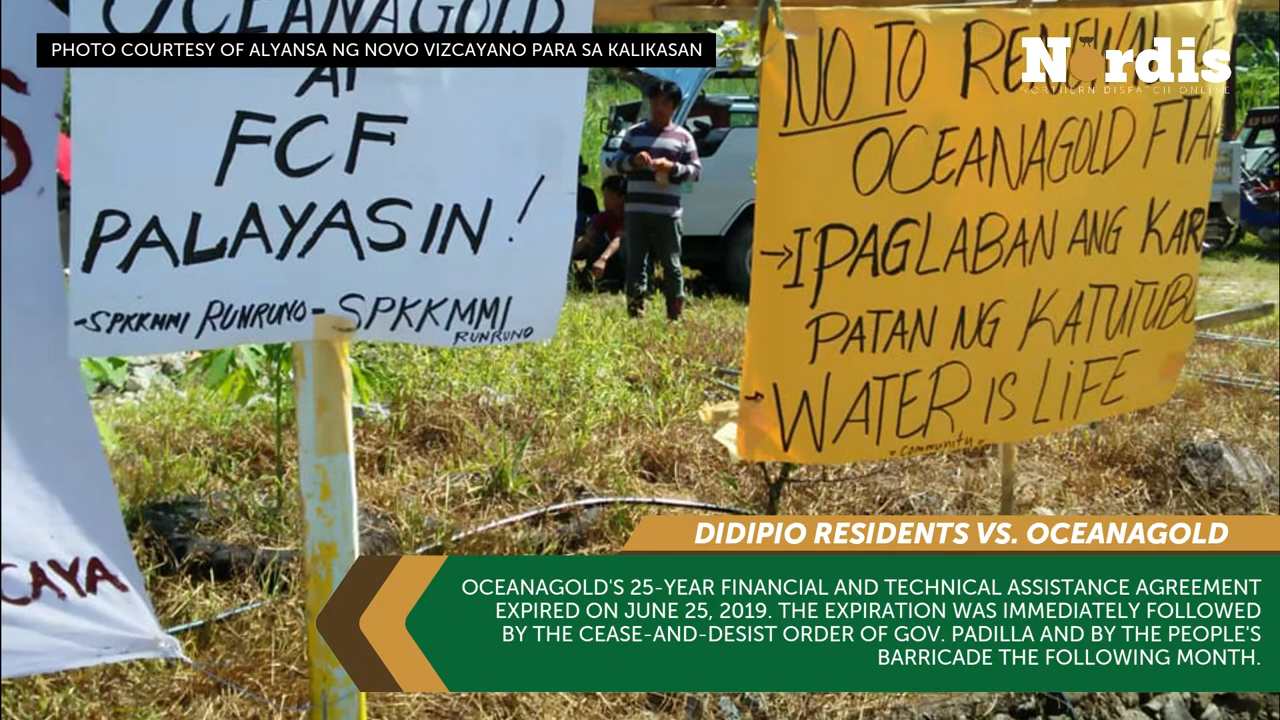 OCEANAGOLD
PHOTO COURTESY OF ALYANSA NG NOVO VIZCAYANO PARA SA KALIKASAN
AT
FCF
PALAYASIN!
-SPKKMMI RUNRUNO- SPKKMMI
RUNRUNO
CAYA
Nordis
NORTHERN DISPATCH ONLINE
NO TO RENEWAL
OCEANAGOLD FTAA
→IPAGLABAN ANG KARA
PATAN NG KATUTUBO
- WATER IS LIFE
- community -
DIDIPIO RESIDENTS VS. OCEANAGOLD
OCEANAGOLD'S 25-YEAR FINANCIAL AND TECHNICAL ASSISTANCE AGREEMENT
EXPIRED ON JUNE 25, 2019. THE EXPIRATION WAS IMMEDIATELY FOLLOWED
BY THE CEASE-AND-DESIST ORDER OF GOV. PADILLA AND BY THE PEOPLE'S
BARRICADE THE FOLLOWING MONTH.